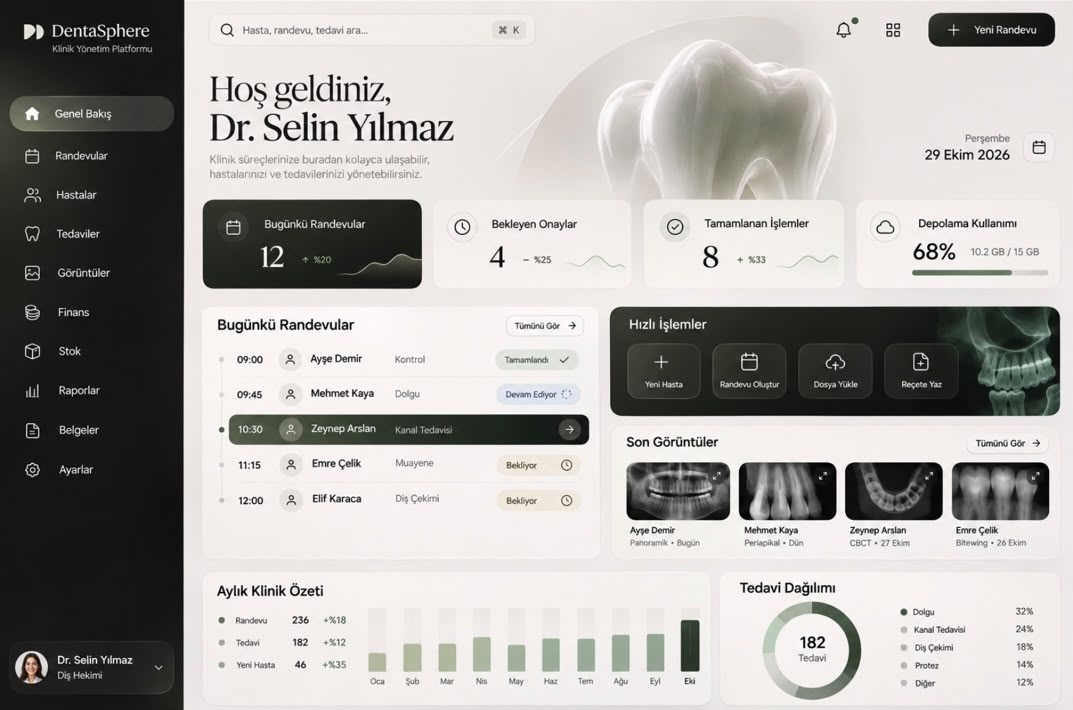 DentaSphere
Klinik Yönetim Platformu
Genel Bakış
Randevular
Hastalar
Tedaviler
Görüntüler
Finans
Stok
Raporlar
Belgeler
Ayarlar
Dr. Selin Yılmaz
Diş Hekimi
Hasta, randevu, tedavi ara...
⌘ K
+ Yeni Randevu
Hoş geldiniz,
Dr. Selin Yılmaz
Klinik süreçlerinize buradan kolayca ulaşabilir,
hastalarınızı ve tedavilerinizi yönetebilirsiniz.
Perşembe
29 Ekim 2026
Bugünkü Randevular
12 ↑ %20
Bekleyen Onaylar
4 – %25
Tamamlanan İşlemler
8 + %33
Depolama Kullanımı
68% 10.2 GB / 15 GB
Bugünkü Randevular
Tümünü Gör →
09:00 Ayşe Demir Kontrol Tamamlandı
09:45 Mehmet Kaya Dolgu Devam Ediyor
10:30 Zeynep Arslan Kanal Tedavisi →
11:15 Emre Çelik Muayene Bekliyor
12:00 Elif Karaca Diş Çekimi Bekliyor
Hızlı İşlemler
Yeni Hasta
Randevu Oluştur
Dosya Yükle
Reçete Yaz
Son Görüntüler
Tümünü Gör →
Ayşe Demir
Panoramik • Bugün
Mehmet Kaya
Periapikal • Dün
Zeynep Arslan
CBCT • 27 Ekim
Emre Çelik
Bitewing • 26 Ekim
Aylık Klinik Özeti
Randevu 236 +%18
Tedavi 182 +%12
Yeni Hasta 46 +%35
Oca Şub Mar Nis May Haz Tem Ağu Eyl Eki
Tedavi Dağılımı
182
Tedavi
Dolgu 32%
Kanal Tedavisi 24%
Diş Çekimi 18%
Protez 14%
Diğer 12%